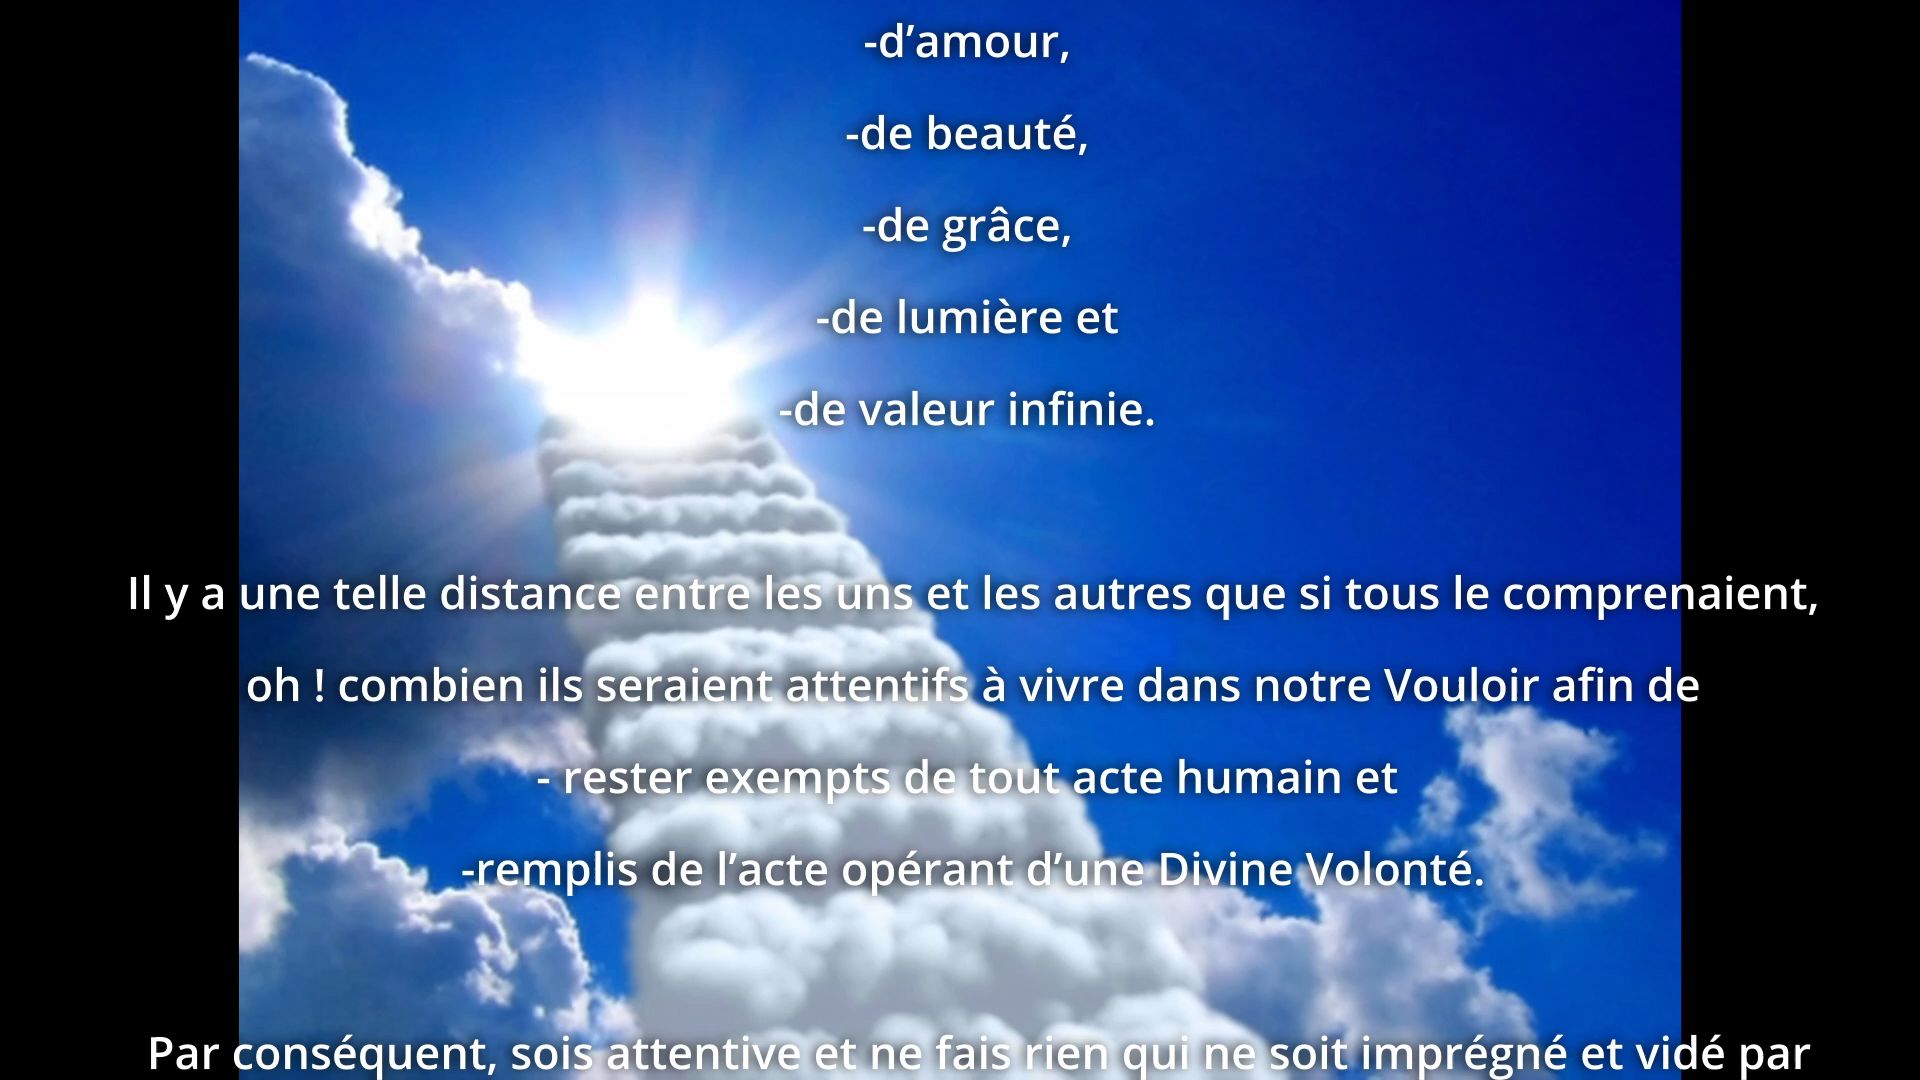 -d’amour,
-de beauté,
-de grâce,
-de lumière et
-de valeur infinie.
Il y a une telle distance entre les uns et les autres que si tous le comprenaient,
oh ! combien ils seraient attentifs à vivre dans notre Vouloir afin de
- rester exempts de tout acte humain et
-remplis de l’acte opérant d’une Divine Volonté.
Par conséquent, sois attentive et ne fais rien qui ne soit imprégné et vidé par